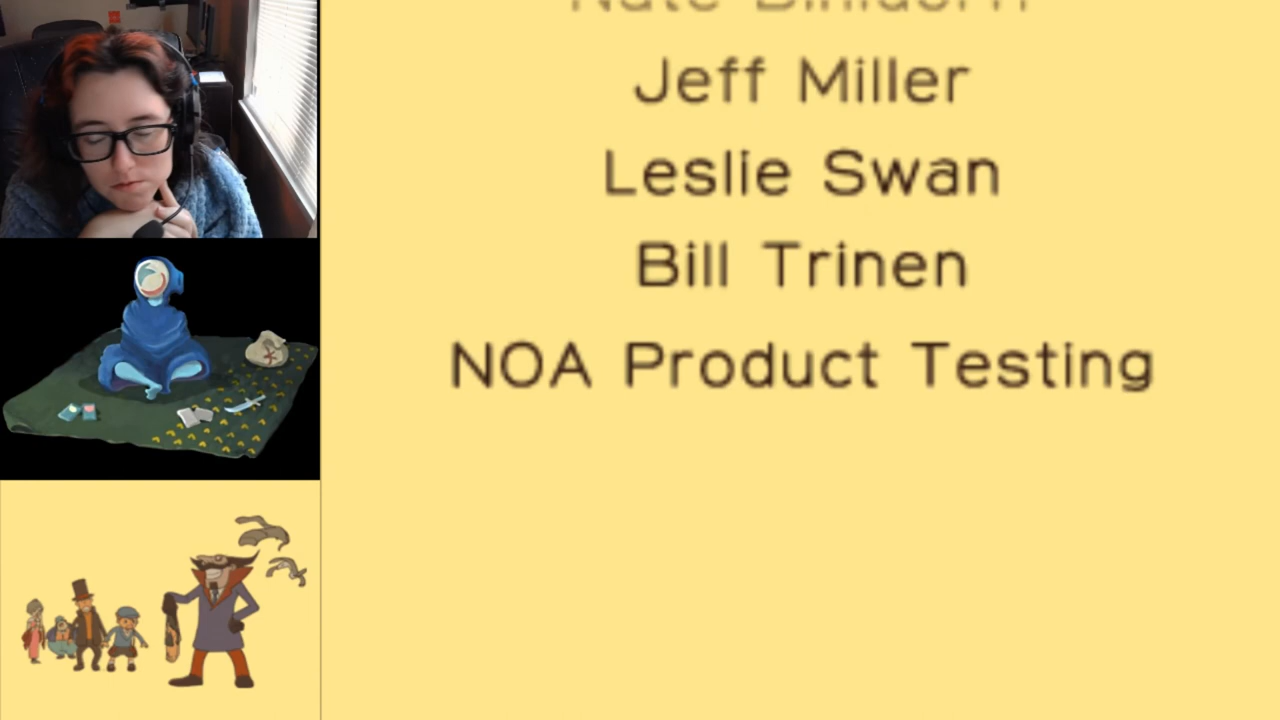 Jeff Miller
Leslie Swan
Bill Trinen
NOA Product Testing